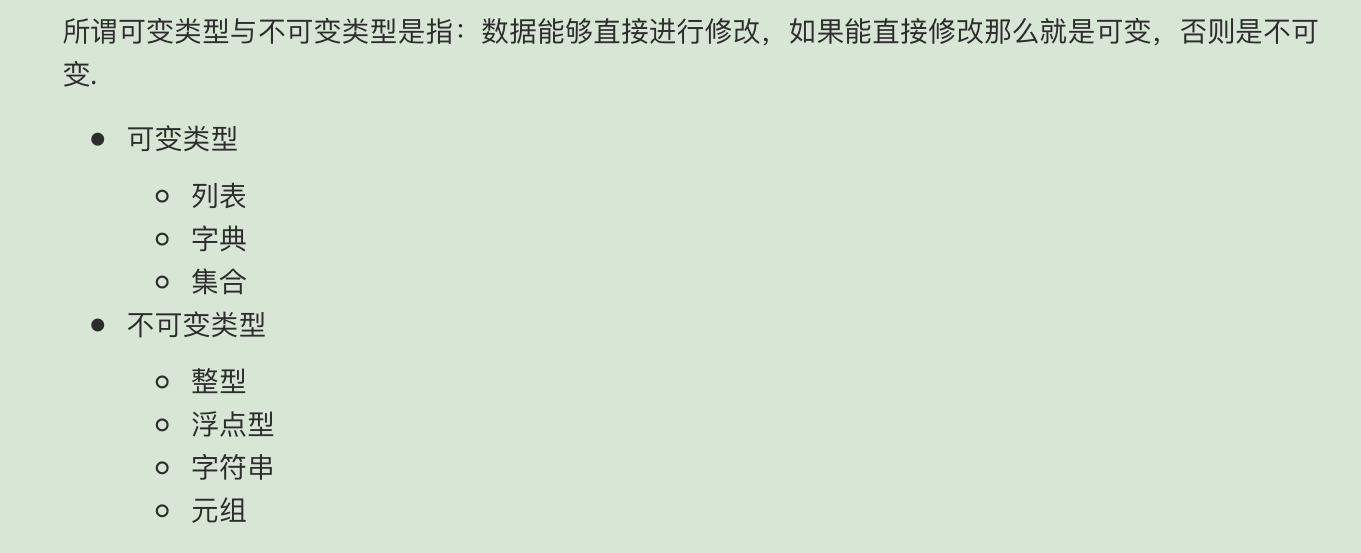 所谓可变类型与不可变类型是指：数据能够直接进行修改，如果能直接修改那么就是可变，否则是不可
变.
可变类型
列表
字典
集合
不可变类型
整型
浮点型
字符串
元组